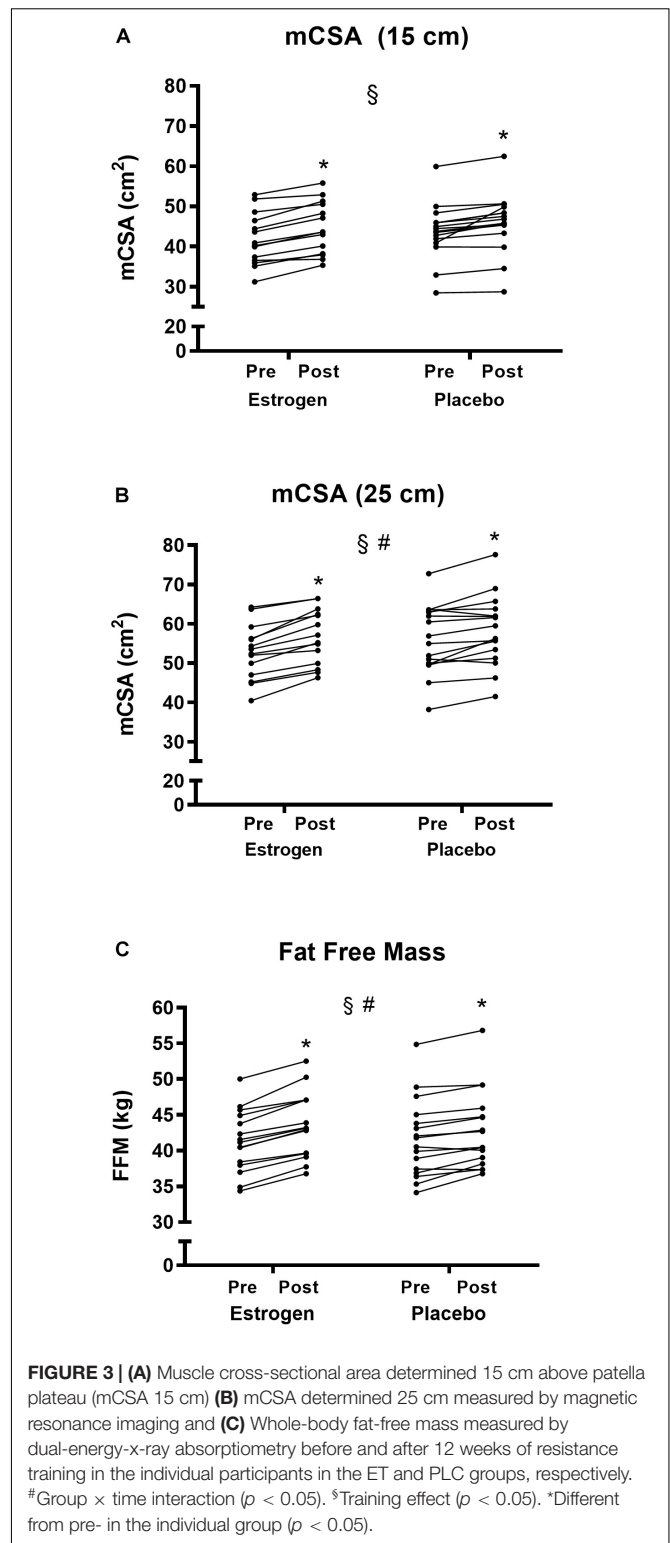 A
mCSA (15 cm)
§
*
*
mCSA (cm²)
80
70
60
50
40
30
20
0
Pre Post Pre Post
Estrogen Placebo
B
mCSA (25 cm)
§ #
*
*
mCSA (cm²)
80
70
60
50
40
30
20
0
Pre Post Pre Post
Estrogen Placebo
C
Fat Free Mass
§ #
*
*
FFM (kg)
60
55
50
45
40
35
30
0
Pre Post Pre Post
Estrogen Placebo
FIGURE 3 | (A) Muscle cross-sectional area determined 15 cm above patella
plateau (mCSA 15 cm) (B) mCSA determined 25 cm measured by magnetic
resonance imaging and (C) Whole-body fat-free mass measured by
dual-energy-x-ray absorptiometry before and after 12 weeks of resistance
training in the individual participants in the ET and PLC groups, respectively.
#Group × time interaction (p < 0.05). §Training effect (p < 0.05). *Different
from pre- in the individual group (p < 0.05).